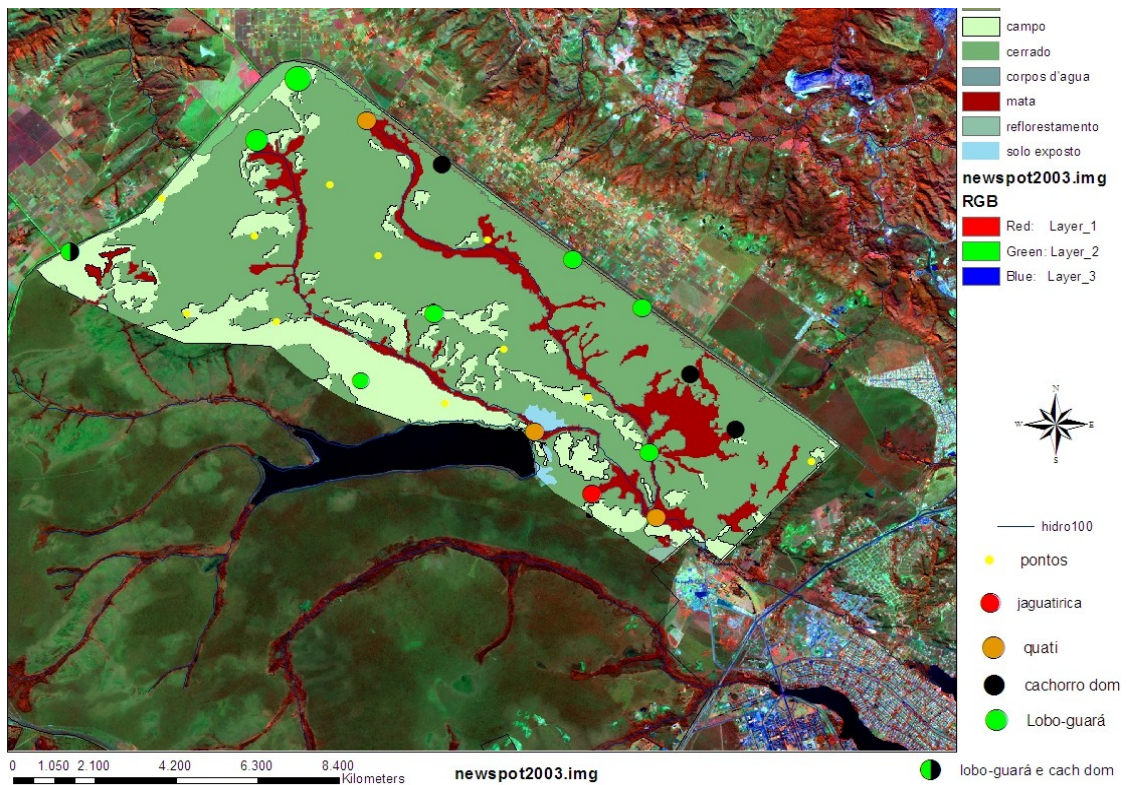 campo
cerrado
corpos d'agua
mata
reflorestamento
solo exposto
newspot2003.img
RGB
Red: Layer_1
Green: Layer_2
Blue: Layer_3
N
W E
S
hidro100
pontos
jaguatirica
quati
cachorro dom
Lobo-guará
lobo-guará e cach dom
0 1.050 2.100 4.200 6.300 8.400
Kilometers
newspot2003.img